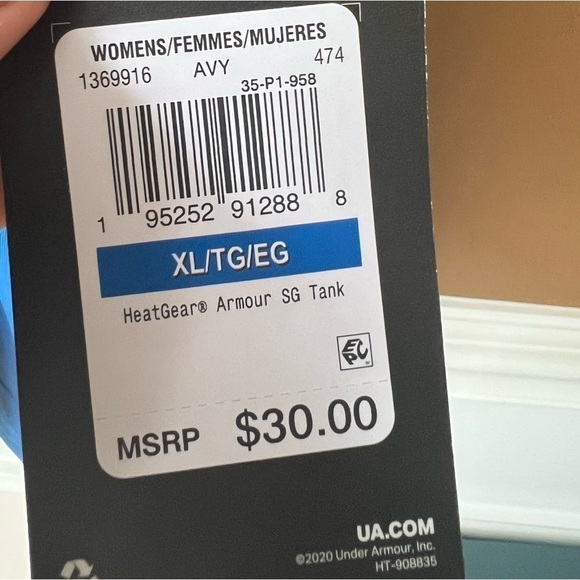 WOMENS/FEMMES/MUJERES
1369916 AVY 474
35-P1-958
1 95252 91288 8
XL/TG/EG
HeatGear® Armour SG Tank
EPC
MSRP $30.00
UA.COM
©2020 Under Armour, Inc.
HT-908835